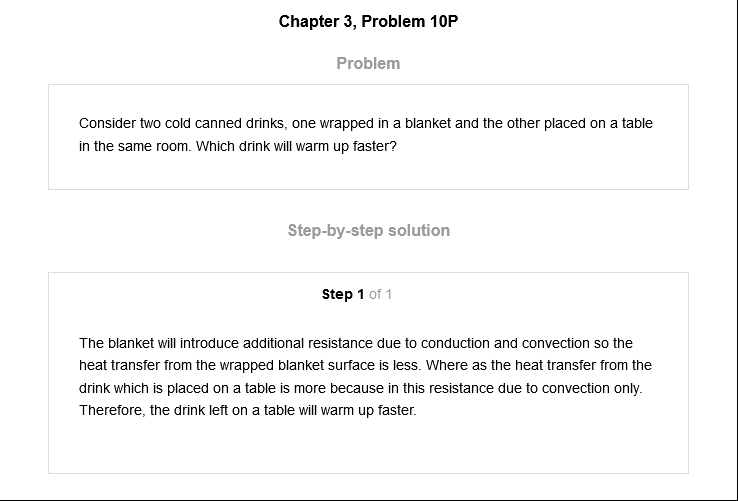 Chapter 3, Problem 10P
Problem
Consider two cold canned drinks, one wrapped in a blanket and the other placed on a table
in the same room. Which drink will warm up faster?
Step-by-step solution
Step 1 of 1
The blanket will introduce additional resistance due to conduction and convection so the
heat transfer from the wrapped blanket surface is less. Where as the heat transfer from the
drink which is placed on a table is more because in this resistance due to convection only.
Therefore, the drink left on a table will warm up faster.